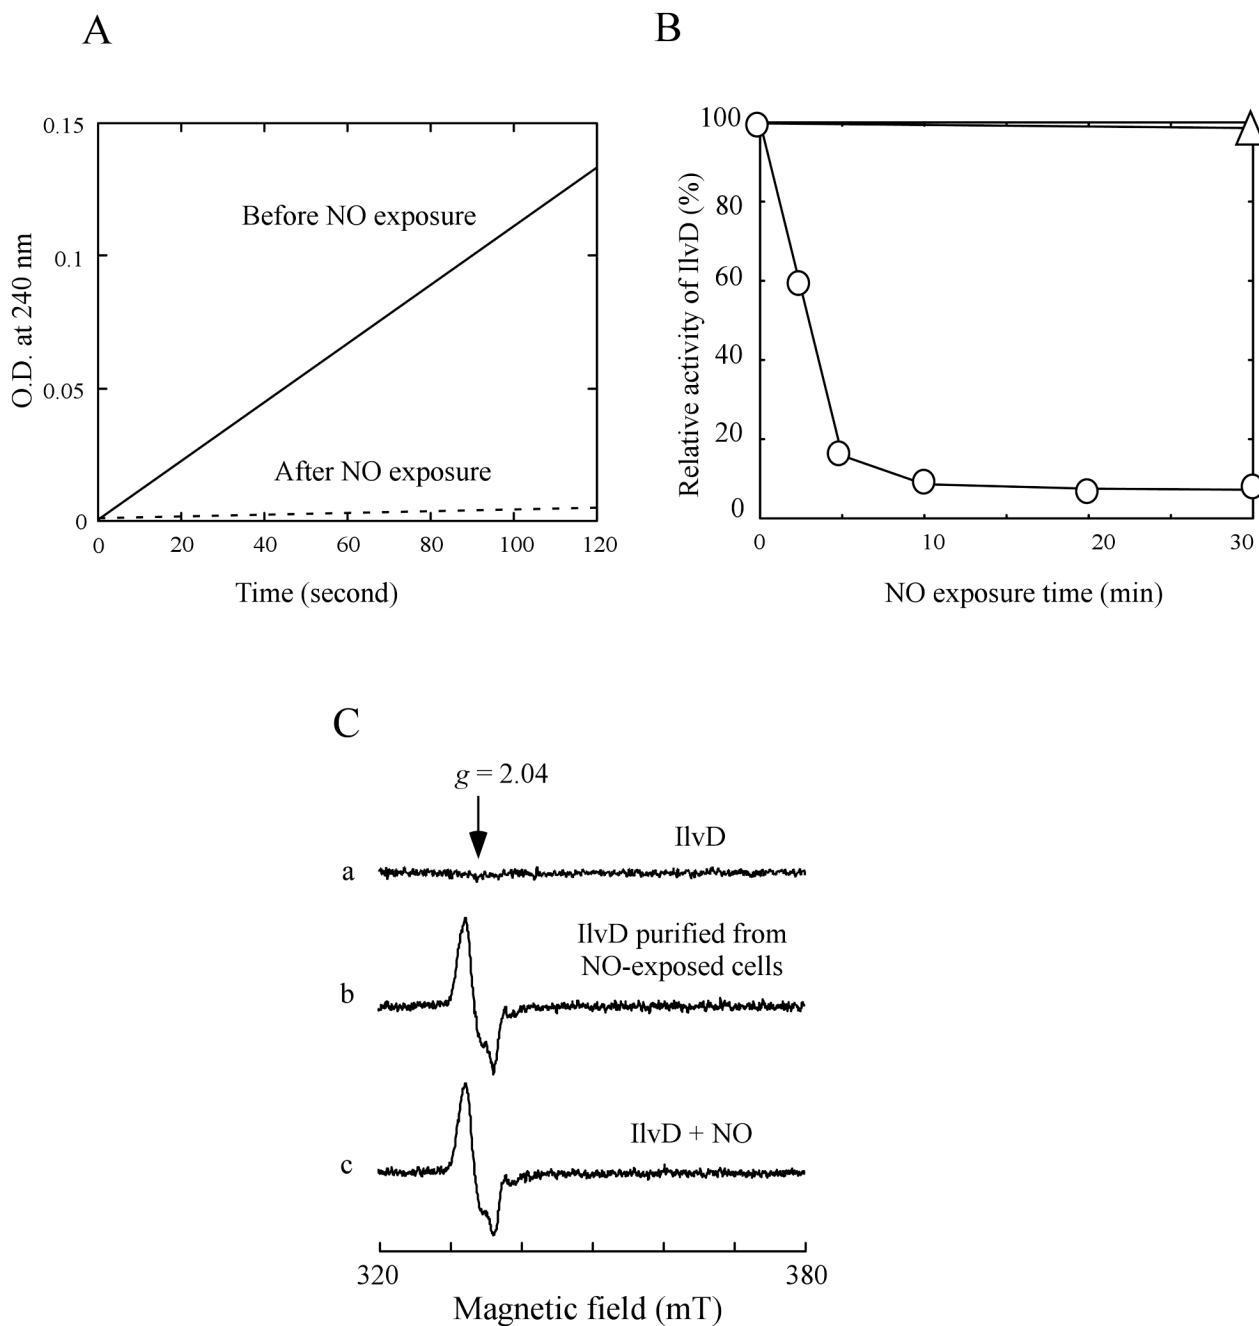 A
B
0.15
0.1
0.05
0
O.D. at 240 nm
Before NO exposure
After NO exposure
0 20 40 60 80 100 120
Time (second)
100
80
60
40
20
0
Relative activity of IlvD (%)
0 10 20 30
NO exposure time (min)
C
g = 2.04
IlvD
a
IlvD purified from
NO-exposed cells
b
IlvD + NO
c
320 380
Magnetic field (mT)